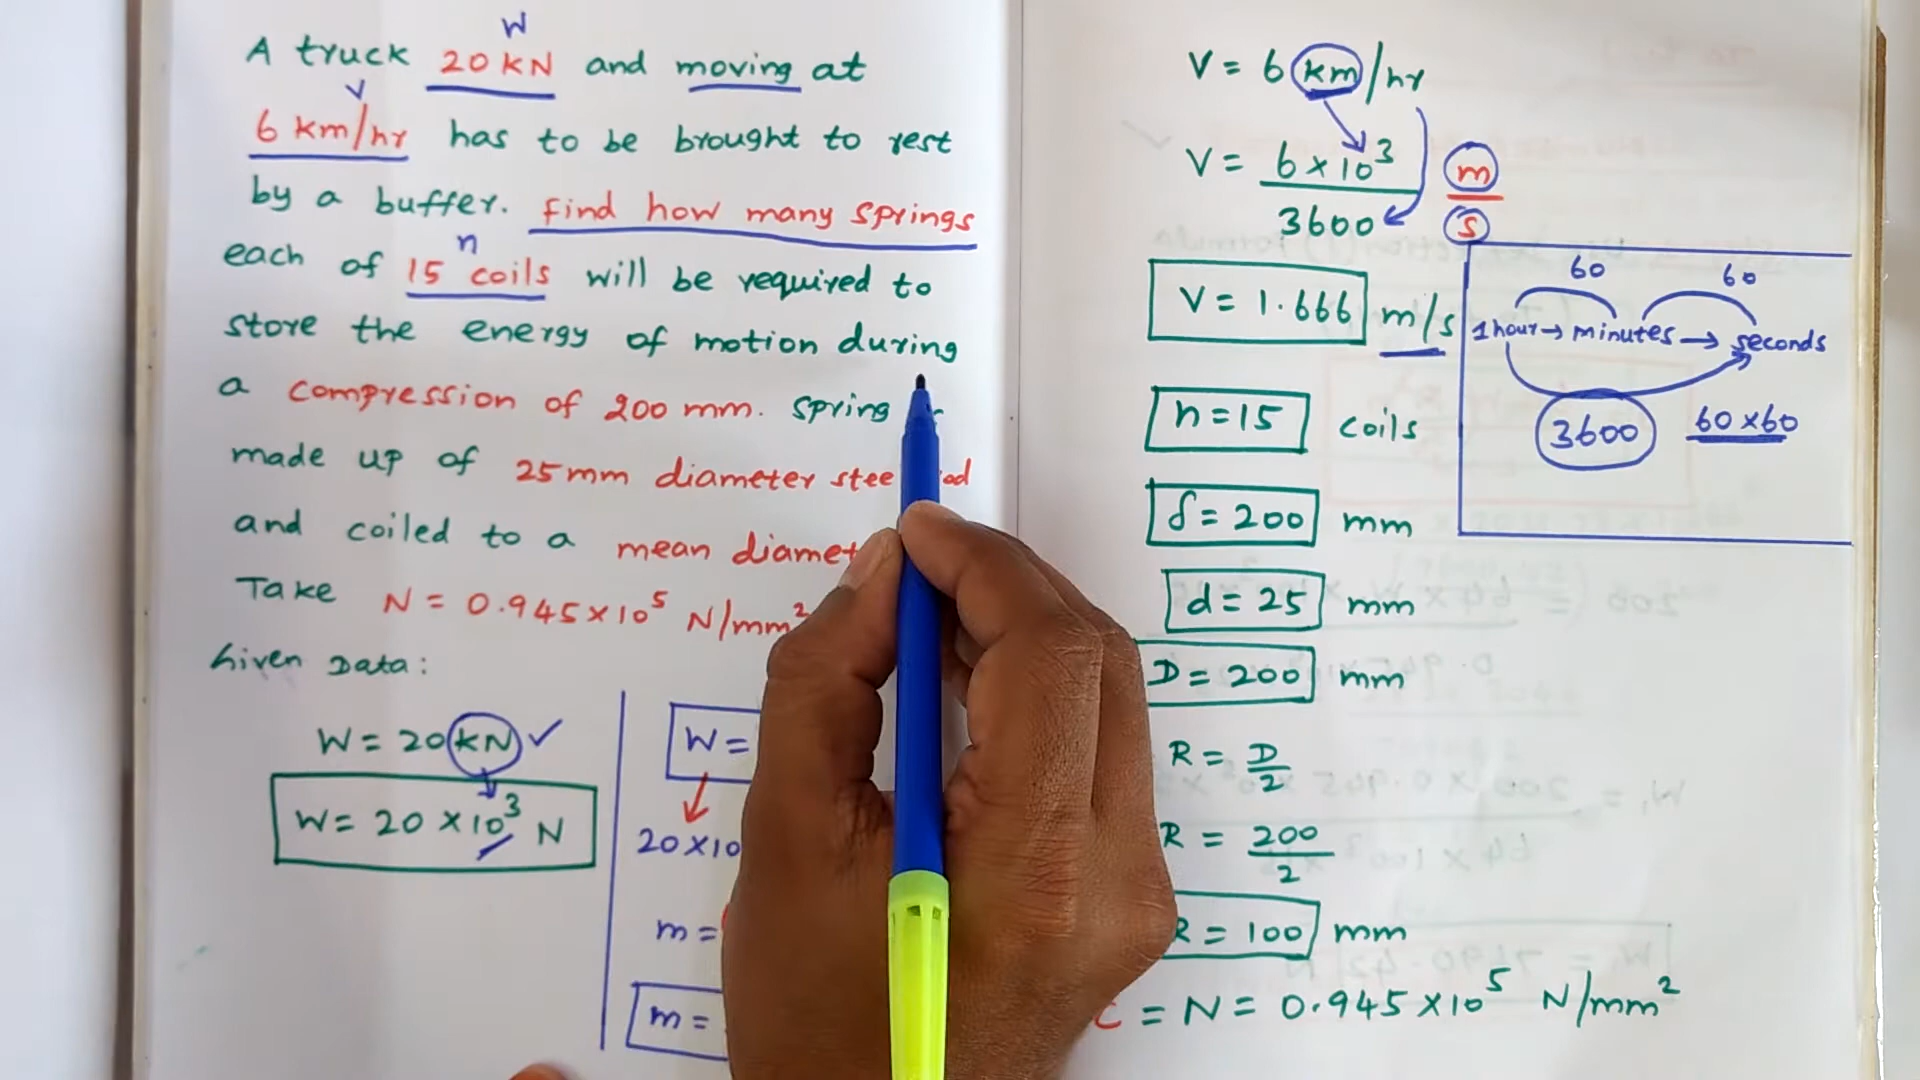 W
A truck 20 kN and moving at
V
6 km/hr has to be brought to rest
by a buffer. find how many springs
n
each of 15 coils will be required to
store the energy of motion during
a compression of 200 mm. Spring
made up of 25mm diameter
and coiled to a mean
Take N = 0.945×10⁵ N/mm²
Given Data:
W = 20 kN ✓
W = 20 × 10³ N
W =
20×10
m =
m =
V = 6 km/hr
V = 6×10³/3600 m/s
V = 1.666 m/s
n = 15 coils
δ = 200 mm
d = 25 mm
D = 200 mm
R = D/2
R = 200/2
R = 100 mm
C = N = 0.945×10⁵ N/mm²
60 60
1 hour → minutes → seconds
3600 60×60